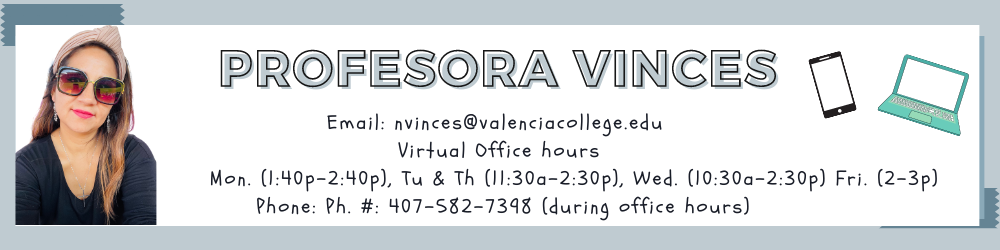 PROFESORA VINCES
Email: nvinces@valenciacollege.edu
Virtual Office hours
Mon. (1:40p-2:40p), Tu & Th (11:30a-2:30p), Wed. (10:30a-2:30p) Fri. (2-3p)
Phone: Ph. #: 407-582-7398 (during office hours)